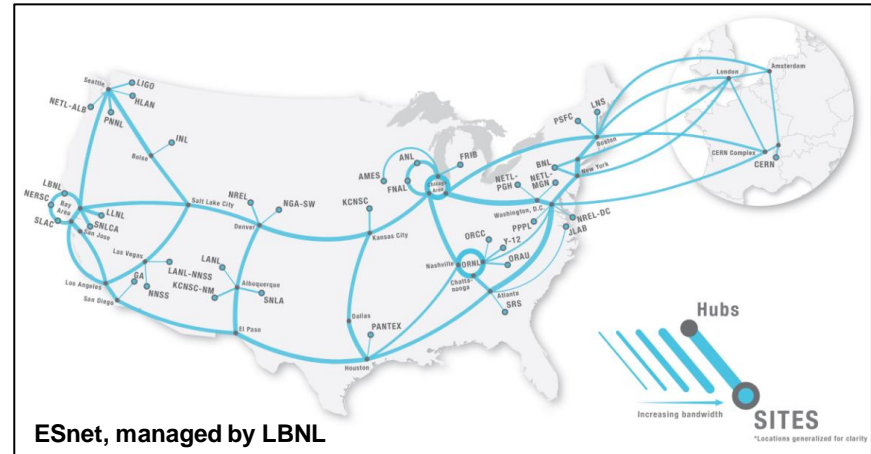 Seattle
LIGO
HLAN
NETL-ALB
PNNL
INL
Boise
LBNL
NERSC
Bay
Area
LLNL
SLAC
SNLCA
San Jose
Salt Lake City
NREL
NGA-SW
Denver
Las Vegas
LANL-NNSS
GA
NNSS
Los Angeles
San Diego
LANL
KCNSC-NM
Albuquerque
SNLA
El Paso
KCNSC
Kansas City
Dallas
PANTEX
Houston
AMES
ANL
FNAL
Chicago
Area
FRIB
Nashville
ORNL
ORCC
Y-12
ORAU
Chatta-
nooga
Atlanta
SRS
NETL-
PGH
NETL-
MGN
Washington, D.C.
PPPL
NREL-DC
JLAB
BNL
New York
PSFC
LNS
Boston
London
Amsterdam
CERN Complex
CERN
Hubs
SITES
Increasing bandwidth
*Locations generalized for clarity
ESnet, managed by LBNL